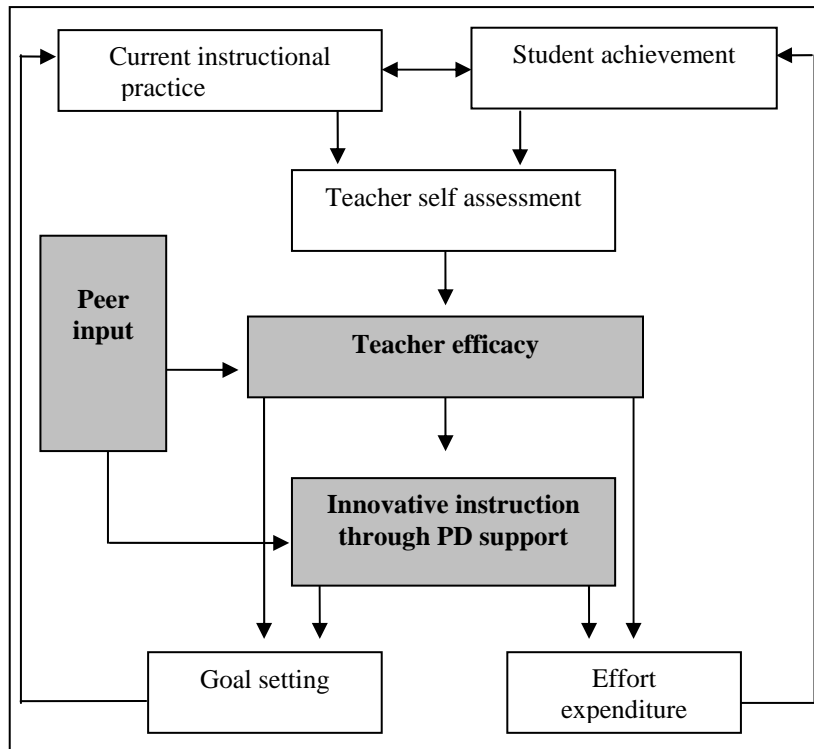 Current instructional
practice
Student achievement
Teacher self assessment
Peer
input
Teacher efficacy
Innovative instruction
through PD support
Goal setting
Effort
expenditure